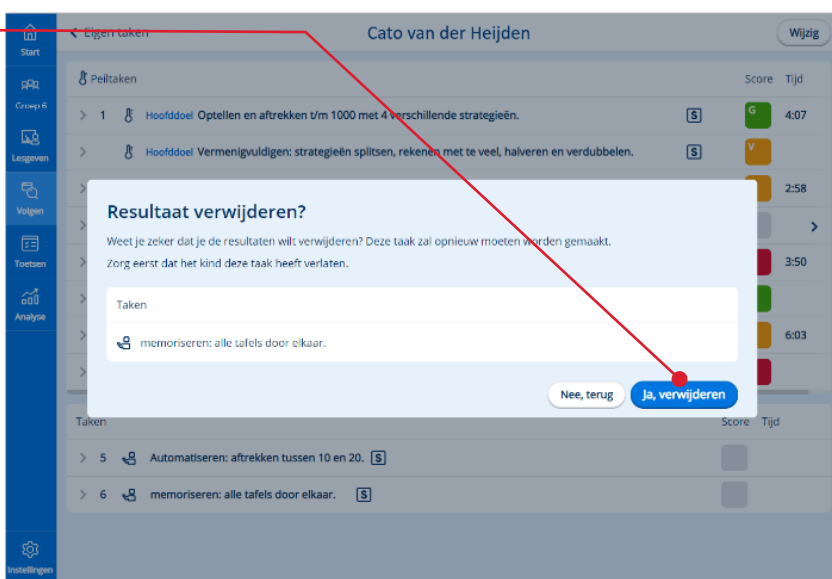 Start
Groep 6
Lesgeven
Volgen
Toetsen
Analyse
Instellingen
Eigen taken
Cato van der Heijden
Wijzig
Peiltaken
Score Tijd
1 Hoofddoel Optellen en aftrekken t/m 1000 met 4 verschillende strategieën. S G 4:07
Hoofddoel Vermenigvuldigen: strategieën splitsen, rekenen met te veel, halveren en verdubbelen. S V
2:58
3:50
6:03
Resultaat verwijderen?
Weet je zeker dat je de resultaten wilt verwijderen? Deze taak zal opnieuw moeten worden gemaakt.
Zorg eerst dat het kind deze taak heeft verlaten.
Taken
memoriseren: alle tafels door elkaar.
Nee, terug
Ja, verwijderen
Taken
Score Tijd
5 Automatiseren: aftrekken tussen 10 en 20. S
6 memoriseren: alle tafels door elkaar. S